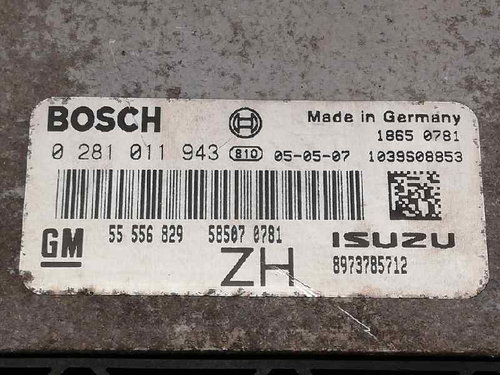 BOSCH Made in Germany
1865 0781
0 281 011 943 810 05-05-07 1039S08853
GM 55 556 829 58507 0781 ISUZU
ZH 8973785712